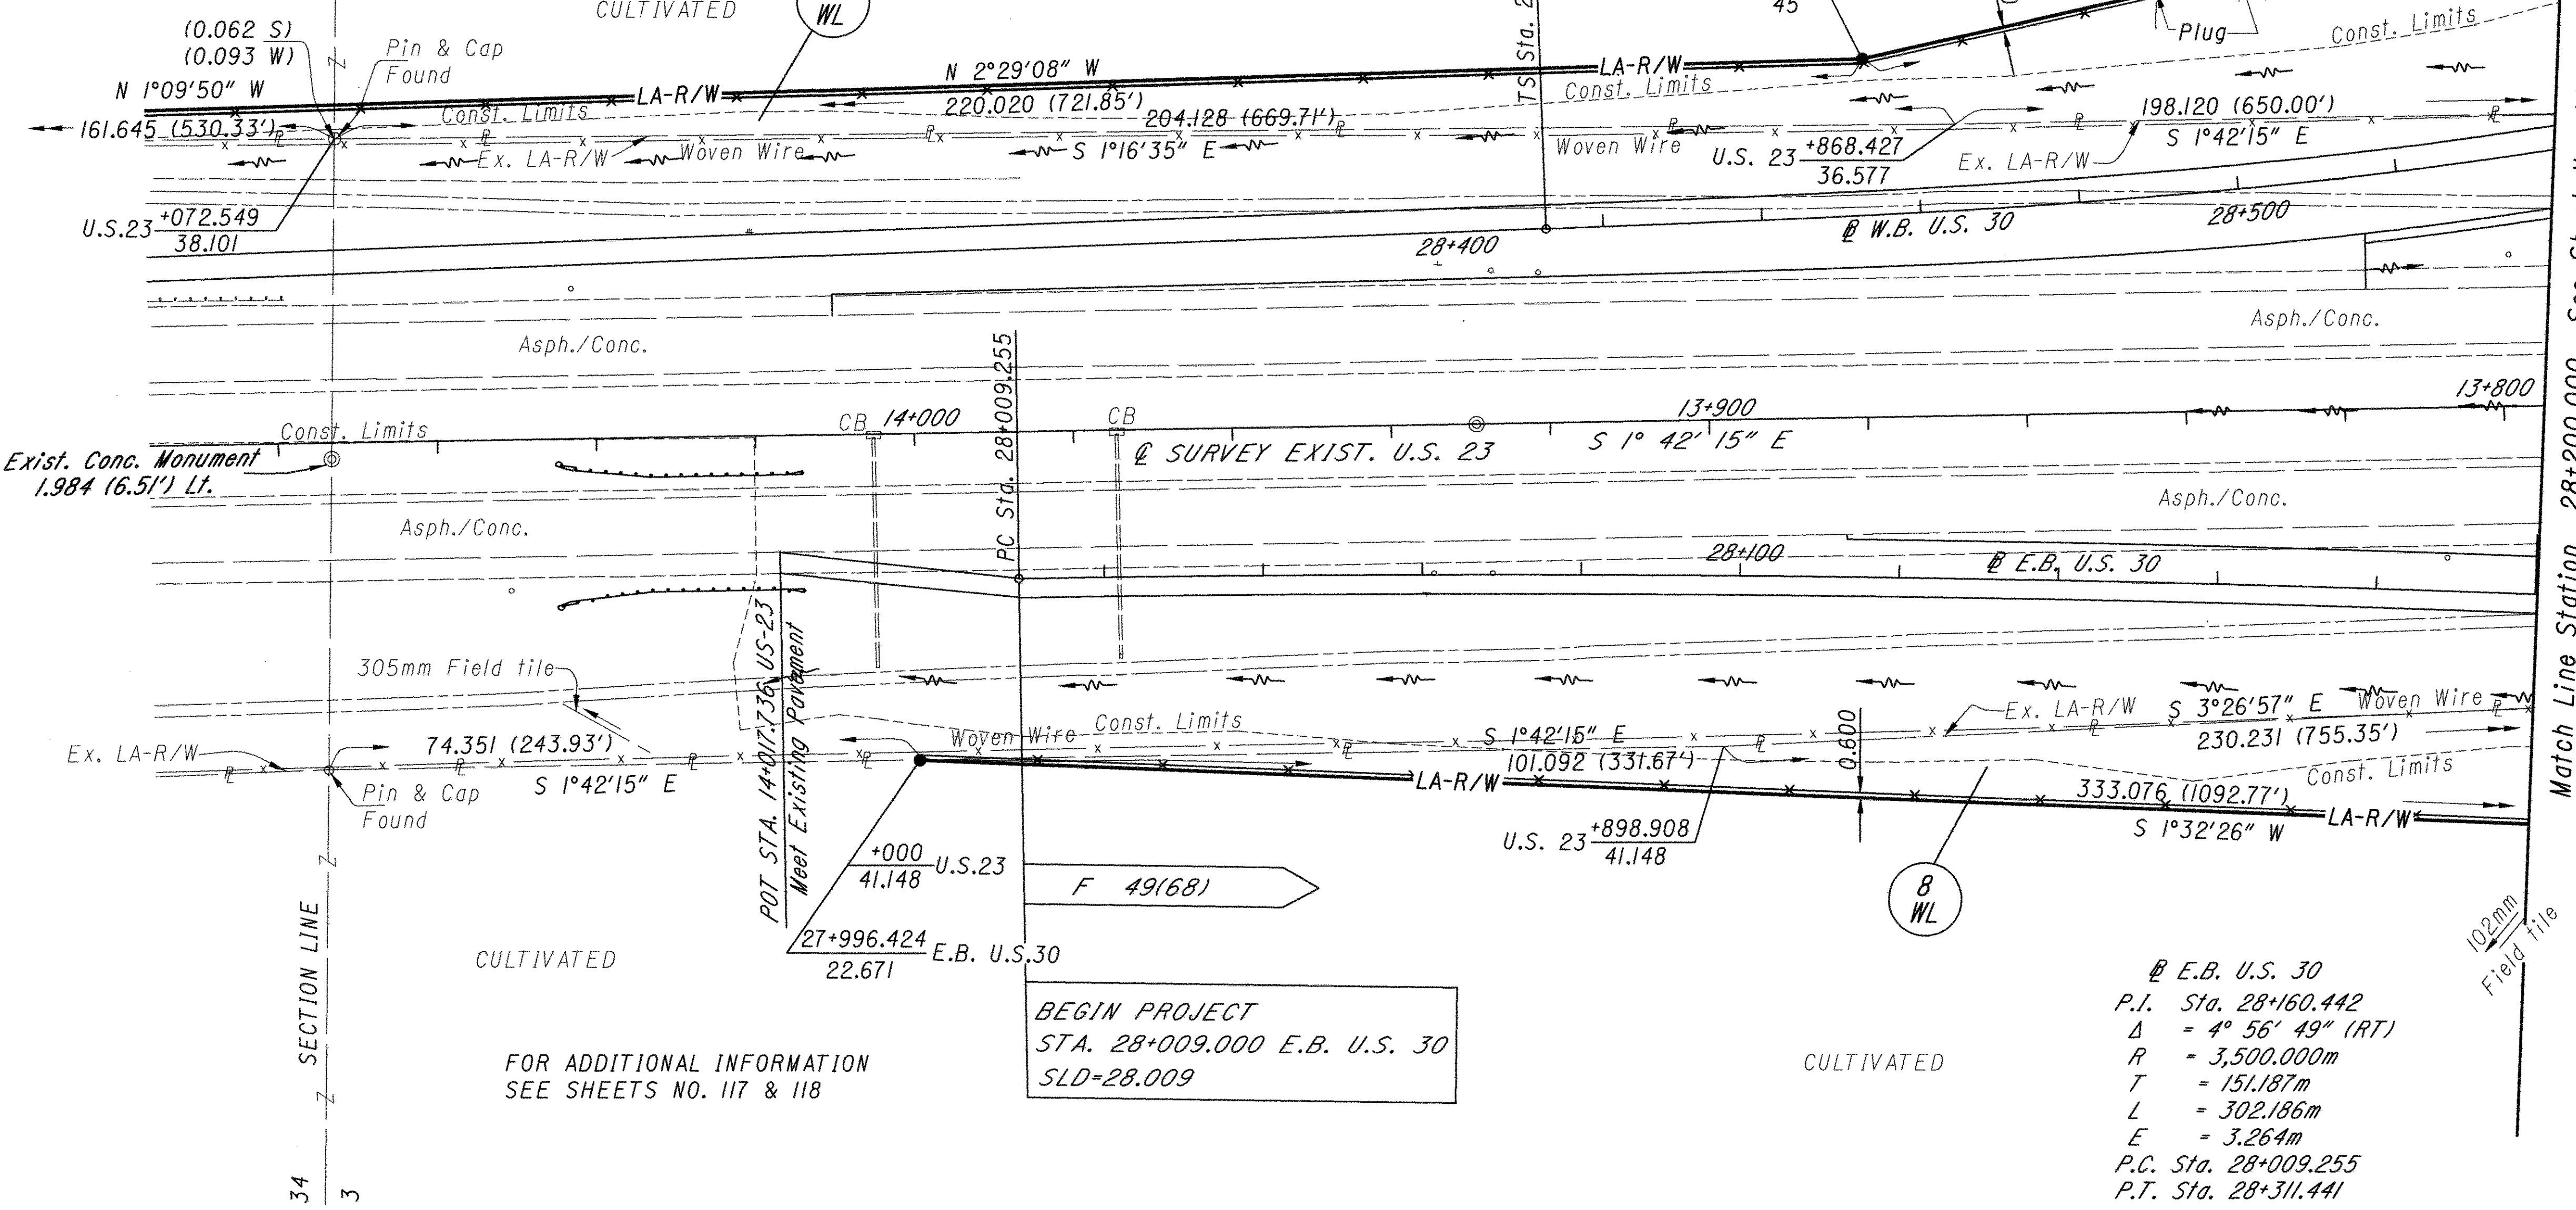 CULTIVATED
WL
45
Plug
Const. Limits
(0.062 S)
(0.093 W)
Pin & Cap
Found
TS Sta. 2
N 1°09'50" W
LA-R/W
N 2°29'08" W
LA-R/W
Const. Limits
220.020 (721.85')
Const. Limits
161.645 (530.33')
204.128 (669.71')
198.120 (650.00')
S 1°42'15" E
Ex. LA-R/W
Woven Wire
S 1°16'35" E
Woven Wire
U.S. 23 +868.427
36.577
Ex. LA-R/W
U.S.23 +072.549
38.101
28+400
℄ W.B. U.S. 30
28+500
Asph./Conc.
Asph./Conc.
PC Sta. 28+009.255
13+800
Const. Limits
CB
14+000
CB
13+900
℄ SURVEY EXIST. U.S. 23
S 1° 42' 15" E
Exist. Conc. Monument
1.984 (6.51') Lt.
Asph./Conc.
Asph./Conc.
28+100
℄ E.B. U.S. 30
Match Line Station 28+200.000
POT STA. 14+017.736 US-23
Meet Existing Pavement
305mm Field tile
Ex. LA-R/W
74.351 (243.93')
S 1°42'15" E
Pin & Cap
Found
Woven Wire
Const. Limits
S 1°42'15" E
101.092 (331.67')
0.600
Ex. LA-R/W
S 3°26'57" E
Woven Wire
230.231 (755.35')
Const. Limits
LA-R/W
333.076 (1092.77')
LA-R/W
S 1°32'26" W
U.S. 23 +898.908
41.148
+000
41.148 U.S.23
F 49(68)
8
WL
27+996.424
22.671 E.B. U.S.30
102mm
Field tile
SECTION LINE
CULTIVATED
BEGIN PROJECT
STA. 28+009.000 E.B. U.S. 30
SLD=28.009
FOR ADDITIONAL INFORMATION
SEE SHEETS NO. 117 & 118
CULTIVATED
℄ E.B. U.S. 30
P.I. Sta. 28+160.442
Δ = 4° 56' 49" (RT)
R = 3,500.000m
T = 151.187m
L = 302.186m
E = 3.264m
P.C. Sta. 28+009.255
P.T. Sta. 28+311.441
34
3